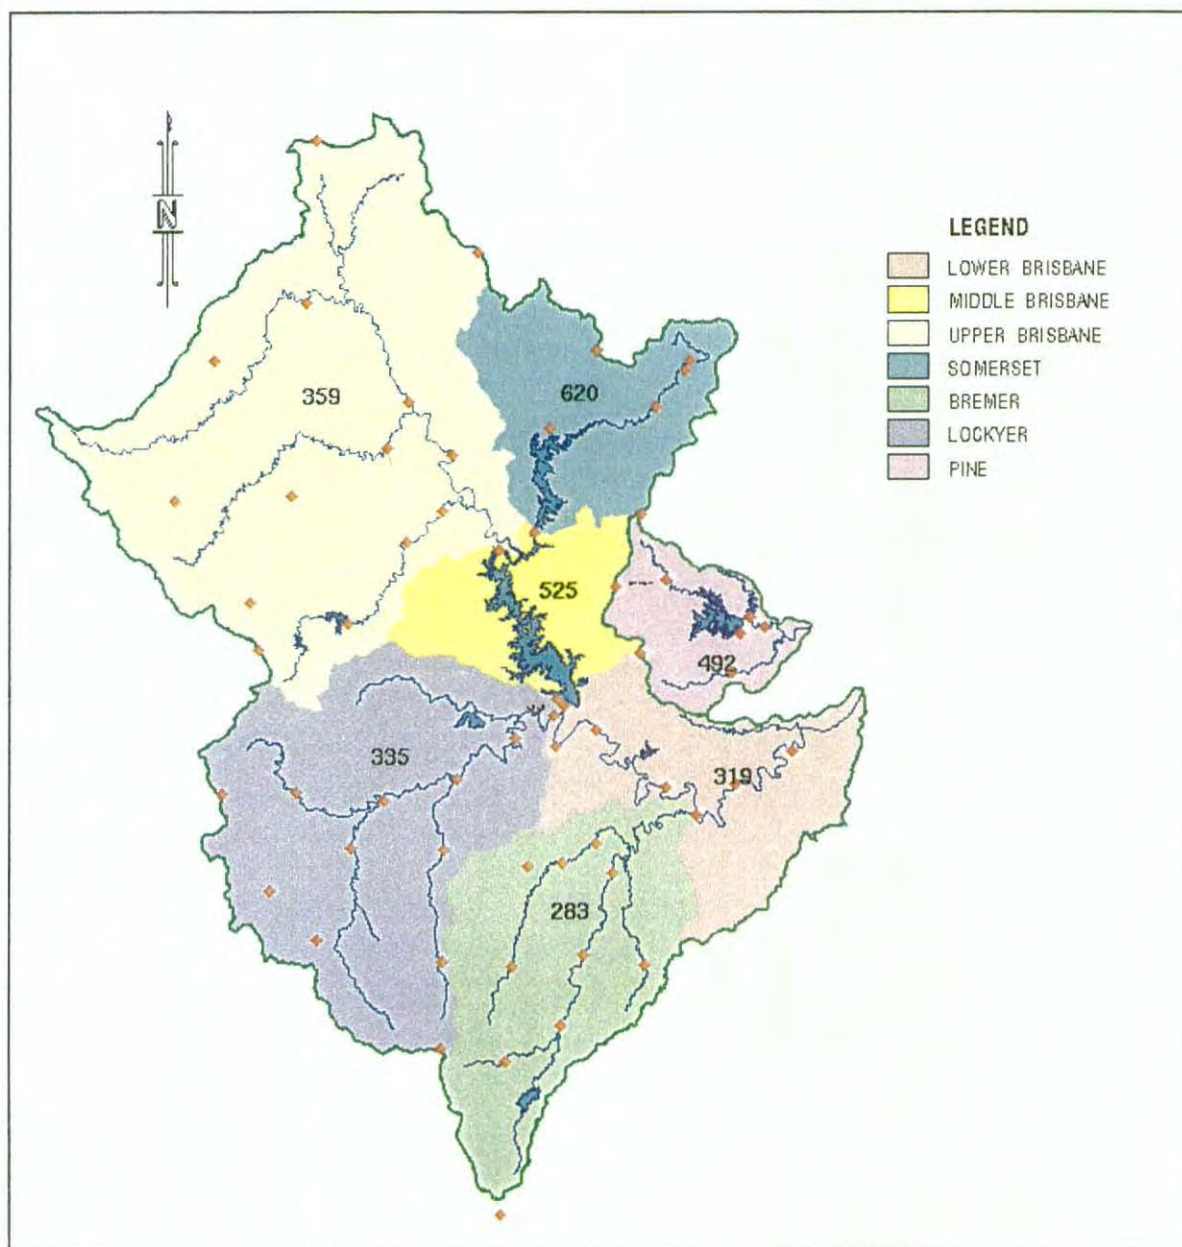 N
LEGEND
LOWER BRISBANE
MIDDLE BRISBANE
UPPER BRISBANE
SOMERSET
BREMER
LOCKYER
PINE
359
620
525
492
335
319
283